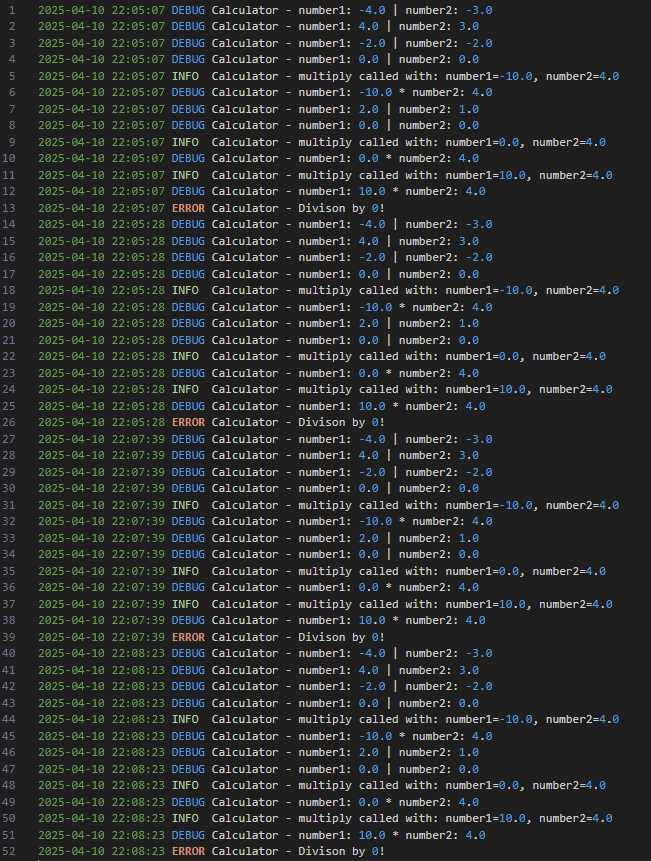 1 2025-04-10 22:05:07 DEBUG Calculator - number1: -4.0 | number2: -3.0
2 2025-04-10 22:05:07 DEBUG Calculator - number1: 4.0 | number2: 3.0
3 2025-04-10 22:05:07 DEBUG Calculator - number1: -2.0 | number2: -2.0
4 2025-04-10 22:05:07 DEBUG Calculator - number1: 0.0 | number2: 0.0
5 2025-04-10 22:05:07 INFO  Calculator - multiply called with: number1=-10.0, number2=4.0
6 2025-04-10 22:05:07 DEBUG Calculator - number1: -10.0 * number2: 4.0
7 2025-04-10 22:05:07 DEBUG Calculator - number1: 2.0 | number2: 1.0
8 2025-04-10 22:05:07 DEBUG Calculator - number1: 0.0 | number2: 0.0
9 2025-04-10 22:05:07 INFO  Calculator - multiply called with: number1=0.0, number2=4.0
10 2025-04-10 22:05:07 DEBUG Calculator - number1: 0.0 * number2: 4.0
11 2025-04-10 22:05:07 INFO  Calculator - multiply called with: number1=10.0, number2=4.0
12 2025-04-10 22:05:07 DEBUG Calculator - number1: 10.0 * number2: 4.0
13 2025-04-10 22:05:07 ERROR Calculator - Divison by 0!
14 2025-04-10 22:05:28 DEBUG Calculator - number1: -4.0 | number2: -3.0
15 2025-04-10 22:05:28 DEBUG Calculator - number1: 4.0 | number2: 3.0
16 2025-04-10 22:05:28 DEBUG Calculator - number1: -2.0 | number2: -2.0
17 2025-04-10 22:05:28 DEBUG Calculator - number1: 0.0 | number2: 0.0
18 2025-04-10 22:05:28 INFO  Calculator - multiply called with: number1=-10.0, number2=4.0
19 2025-04-10 22:05:28 DEBUG Calculator - number1: -10.0 * number2: 4.0
20 2025-04-10 22:05:28 DEBUG Calculator - number1: 2.0 | number2: 1.0
21 2025-04-10 22:05:28 DEBUG Calculator - number1: 0.0 | number2: 0.0
22 2025-04-10 22:05:28 INFO  Calculator - multiply called with: number1=0.0, number2=4.0
23 2025-04-10 22:05:28 DEBUG Calculator - number1: 0.0 * number2: 4.0
24 2025-04-10 22:05:28 INFO  Calculator - multiply called with: number1=10.0, number2=4.0
25 2025-04-10 22:05:28 DEBUG Calculator - number1: 10.0 * number2: 4.0
26 2025-04-10 22:05:28 ERROR Calculator - Divison by 0!
27 2025-04-10 22:07:39 DEBUG Calculator - number1: -4.0 | number2: -3.0
28 2025-04-10 22:07:39 DEBUG Calculator - number1: 4.0 | number2: 3.0
29 2025-04-10 22:07:39 DEBUG Calculator - number1: -2.0 | number2: -2.0
30 2025-04-10 22:07:39 DEBUG Calculator - number1: 0.0 | number2: 0.0
31 2025-04-10 22:07:39 INFO  Calculator - multiply called with: number1=-10.0, number2=4.0
32 2025-04-10 22:07:39 DEBUG Calculator - number1: -10.0 * number2: 4.0
33 2025-04-10 22:07:39 DEBUG Calculator - number1: 2.0 | number2: 1.0
34 2025-04-10 22:07:39 DEBUG Calculator - number1: 0.0 | number2: 0.0
35 2025-04-10 22:07:39 INFO  Calculator - multiply called with: number1=0.0, number2=4.0
36 2025-04-10 22:07:39 DEBUG Calculator - number1: 0.0 * number2: 4.0
37 2025-04-10 22:07:39 INFO  Calculator - multiply called with: number1=10.0, number2=4.0
38 2025-04-10 22:07:39 DEBUG Calculator - number1: 10.0 * number2: 4.0
39 2025-04-10 22:07:39 ERROR Calculator - Divison by 0!
40 2025-04-10 22:08:23 DEBUG Calculator - number1: -4.0 | number2: -3.0
41 2025-04-10 22:08:23 DEBUG Calculator - number1: 4.0 | number2: 3.0
42 2025-04-10 22:08:23 DEBUG Calculator - number1: -2.0 | number2: -2.0
43 2025-04-10 22:08:23 DEBUG Calculator - number1: 0.0 | number2: 0.0
44 2025-04-10 22:08:23 INFO  Calculator - multiply called with: number1=-10.0, number2=4.0
45 2025-04-10 22:08:23 DEBUG Calculator - number1: -10.0 * number2: 4.0
46 2025-04-10 22:08:23 DEBUG Calculator - number1: 2.0 | number2: 1.0
47 2025-04-10 22:08:23 DEBUG Calculator - number1: 0.0 | number2: 0.0
48 2025-04-10 22:08:23 INFO  Calculator - multiply called with: number1=0.0, number2=4.0
49 2025-04-10 22:08:23 DEBUG Calculator - number1: 0.0 * number2: 4.0
50 2025-04-10 22:08:23 INFO  Calculator - multiply called with: number1=10.0, number2=4.0
51 2025-04-10 22:08:23 DEBUG Calculator - number1: 10.0 * number2: 4.0
52 2025-04-10 22:08:23 ERROR Calculator - Divison by 0!